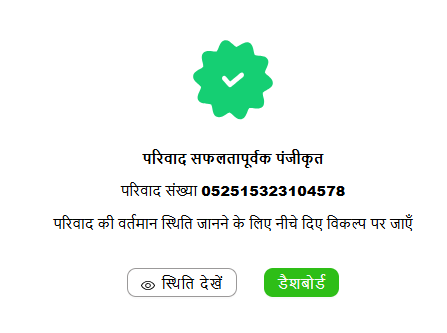 परिवाद सफलतापूर्वक पंजीकृत
परिवाद संख्या 052515323104578
परिवाद की वर्तमान स्थिति जानने के लिए नीचे दिए विकल्प पर जाएँ
स्थिति देखें डैशबोर्ड